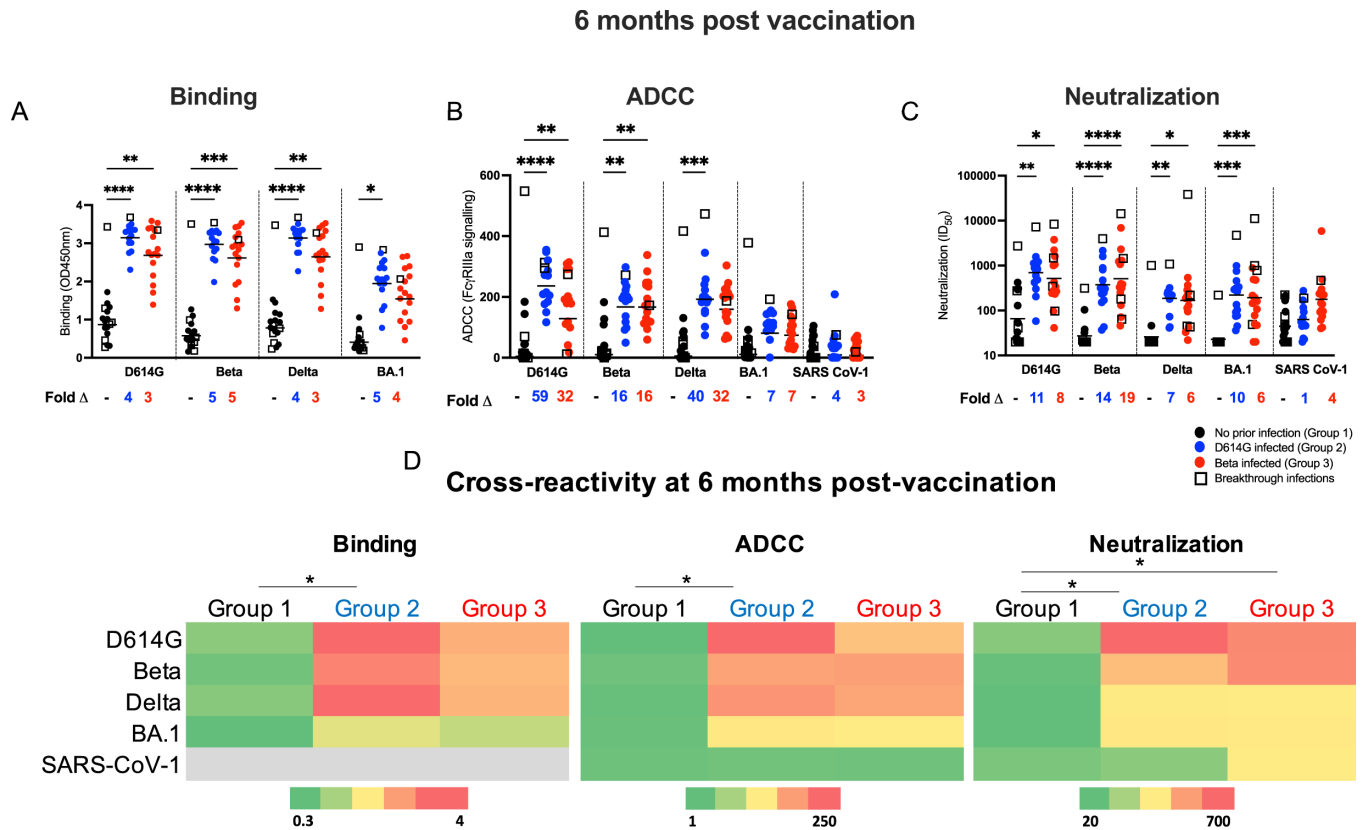 6 months post vaccination
A
Binding
B
ADCC
C
Neutralization
** *** ** **** **** **** *
** ** **** ** ***
* **** * *** ** **** ** ***
Binding (OD450nm)
4
3
2
1
0
D614G Beta Delta BA.1
Fold Δ - 4 3 - 5 5 - 4 3 - 5 4
ADCC (FcγRIIIa signalling)
600
400
200
0
D614G Beta Delta BA.1 SARS CoV-1
Fold Δ - 59 32 - 16 16 - 40 32 - 7 7 - 4 3
Neutralization (ID50)
100000
10000
1000
100
10
D614G Beta Delta BA.1 SARS CoV-1
Fold Δ - 11 8 - 14 19 - 7 6 - 10 6 - 1 4
No prior infection (Group 1)
D614G infected (Group 2)
Beta infected (Group 3)
Breakthrough infections
D
Cross-reactivity at 6 months post-vaccination
Binding ADCC Neutralization
* * * *
Group 1 Group 2 Group 3 Group 1 Group 2 Group 3 Group 1 Group 2 Group 3
D614G
Beta
Delta
BA.1
SARS-CoV-1
0.3 4 1 250 20 700